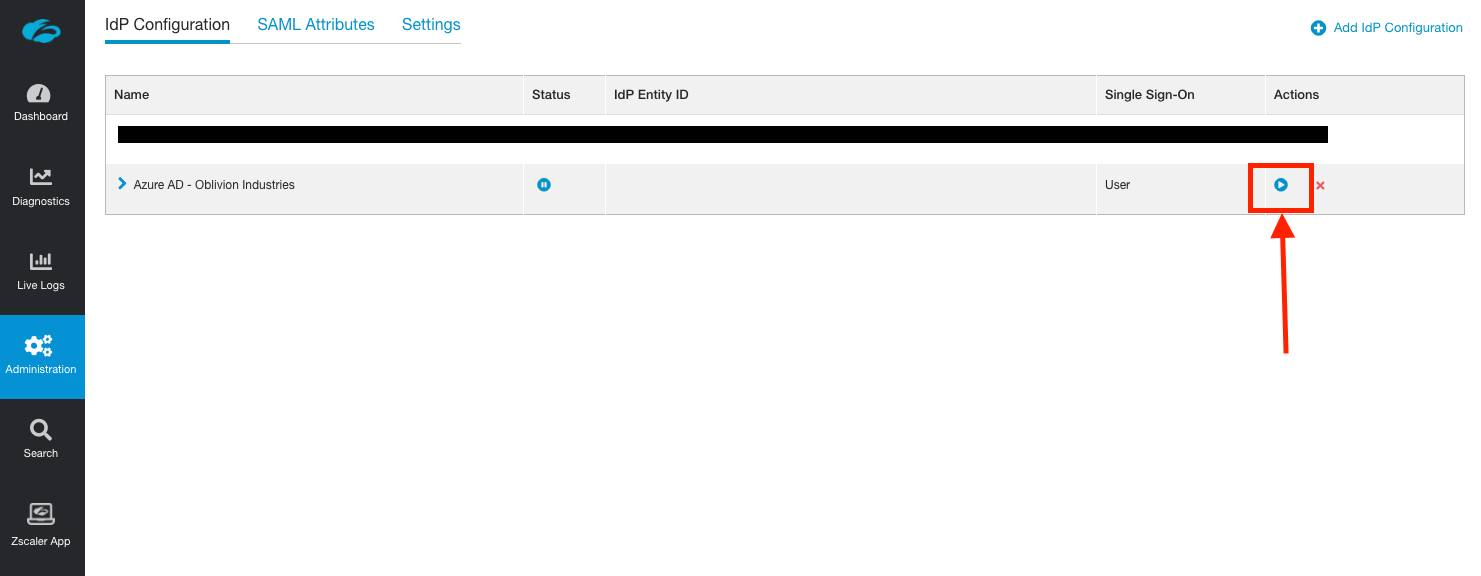 IdP Configuration SAML Attributes Settings
Add IdP Configuration
Name Status IdP Entity ID Single Sign-On Actions
Azure AD - Oblivion Industries User
Dashboard
Diagnostics
Live Logs
Administration
Search
Zscaler App